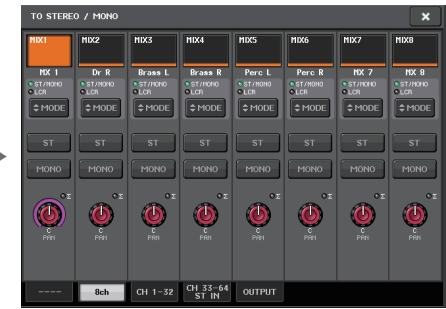 TO STEREO / MONO
MIX1 MIX2 MIX3 MIX4 MIX5 MIX6 MIX7 MIX8
MX 1 Dr R Brass L Brass R Perc L Perc R MX 7 MX 8
ST/MONO ST/MONO ST/MONO ST/MONO ST/MONO ST/MONO ST/MONO ST/MONO
LCR LCR LCR LCR LCR LCR LCR LCR
MODE MODE MODE MODE MODE MODE MODE MODE
ST ST ST ST ST ST ST ST
MONO MONO MONO MONO MONO MONO MONO MONO
Σ Σ Σ Σ Σ Σ Σ Σ
C C C C C C C C
PAN PAN PAN PAN PAN PAN PAN PAN
---- 8ch CH 1-32 CH 33-64 OUTPUT
ST IN